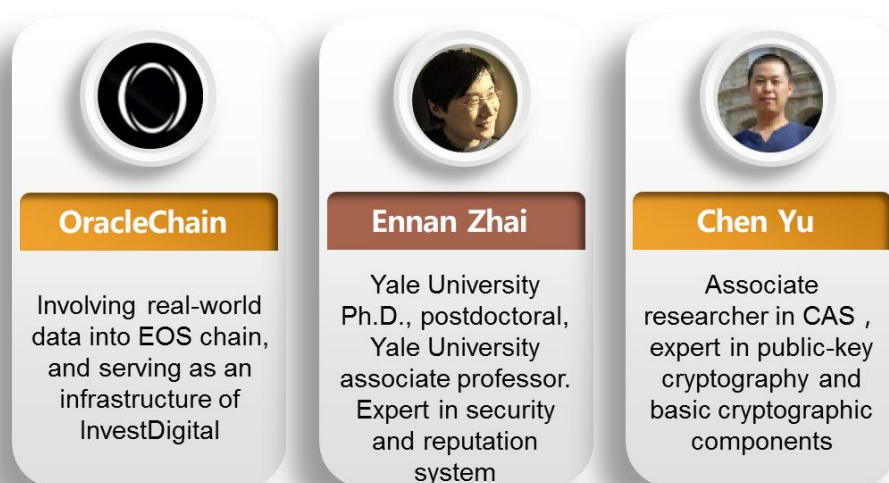 OracleChain
Involving real-world
data into EOS chain,
and serving as an
infrastructure of
InvestDigital
Ennan Zhai
Yale University
Ph.D., postdoctoral,
Yale University
associate professor.
Expert in security
and reputation
system
Chen Yu
Associate
researcher in CAS ,
expert in public-key
cryptography and
basic cryptographic
components